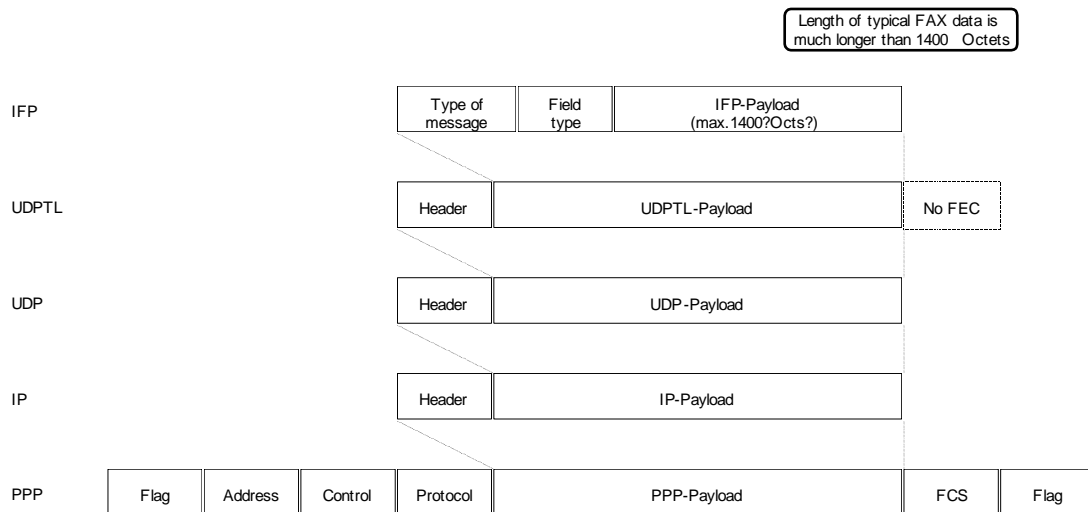 Length of typical FAX data is
much longer than 1400 Octets
IFP
Type of
message
Field
type
IFP-Payload
(max.1400?Octs?)
UDPTL
Header
UDPTL-Payload
No FEC
UDP
Header
UDP-Payload
IP
Header
IP-Payload
PPP
Flag
Address
Control
Protocol
PPP-Payload
FCS
Flag